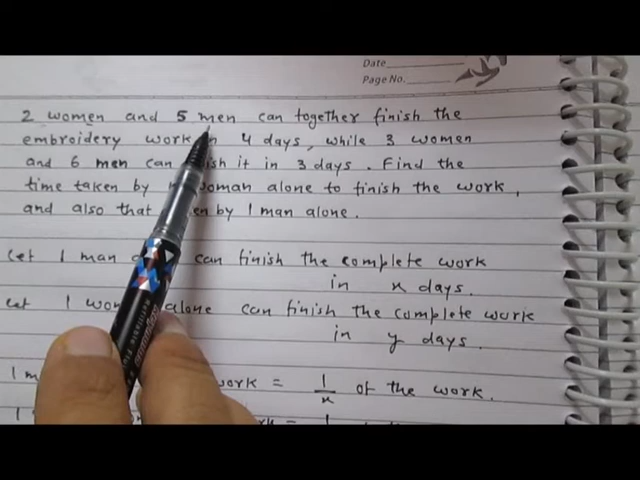 Date
Page No.
2 women and 5 men can together finish the
embroidery work in 4 days, while 3 women
and 6 men can finish it in 3 days. Find the
time taken by woman alone to finish the work,
and also that by 1 man alone.
Let 1 man can finish the complete work
in x days.
Let 1 alone can finish the complete work
in y days.
1 work = 1/x of the work.
1